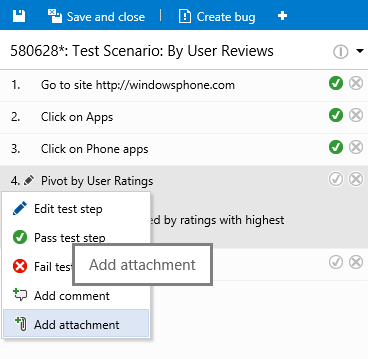 Save and close
Create bug
580628*: Test Scenario: By User Reviews
1. Go to site http://windowsphone.com
2. Click on Apps
3. Click on Phone apps
4. Pivot by User Ratings
Edit test step
ed by ratings with highest
Pass test step
Fail test
Add attachment
Add comment
Add attachment